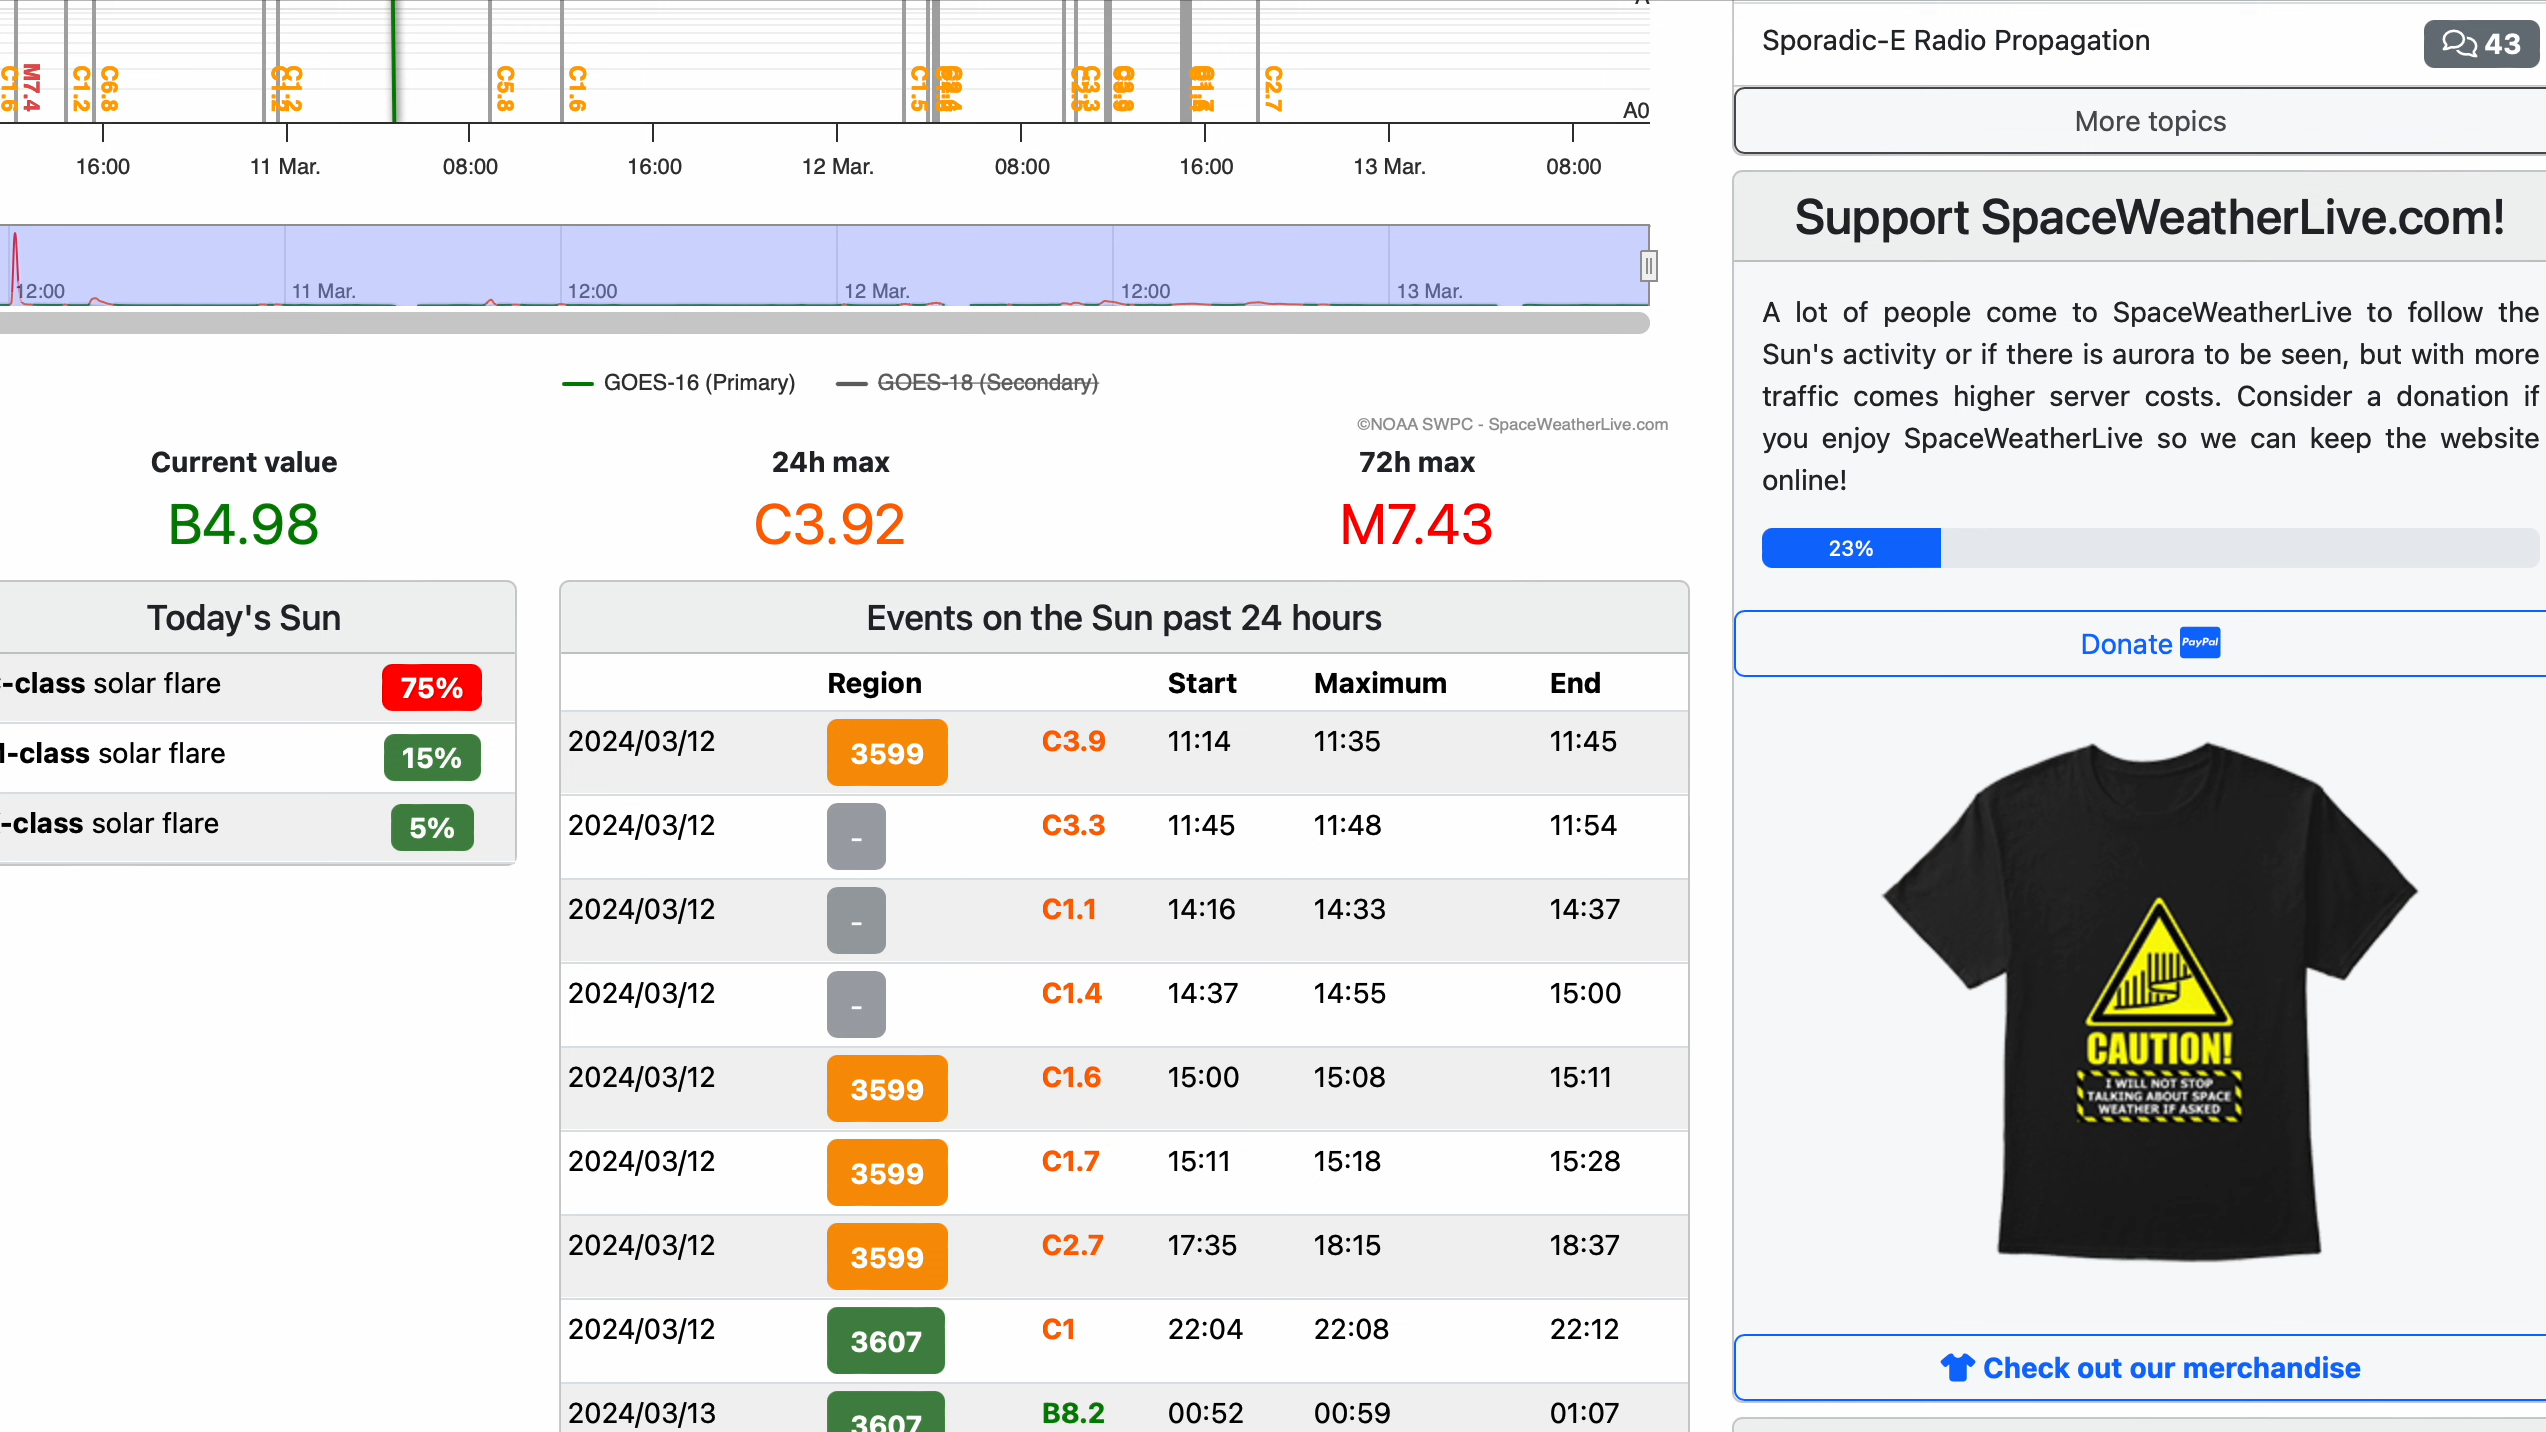 C1.6
M7.4
C1.2
C6.8
C1.2
C5.8
C1.6
C1.5
C3.3
C2.7
A0
16:00
11 Mar.
08:00
16:00
12 Mar.
08:00
16:00
13 Mar.
08:00
12:00
11 Mar.
12:00
12 Mar.
12:00
13 Mar.
GOES-16 (Primary)
GOES-18 (Secondary)
©NOAA SWPC - SpaceWeatherLive.com
Current value
24h max
72h max
B4.98
C3.92
M7.43
Today's Sun
-class solar flare
75%
-class solar flare
15%
-class solar flare
5%
Events on the Sun past 24 hours
Region Start Maximum End
2024/03/12 3599 C3.9 11:14 11:35 11:45
2024/03/12 - C3.3 11:45 11:48 11:54
2024/03/12 - C1.1 14:16 14:33 14:37
2024/03/12 - C1.4 14:37 14:55 15:00
2024/03/12 3599 C1.6 15:00 15:08 15:11
2024/03/12 3599 C1.7 15:11 15:18 15:28
2024/03/12 3599 C2.7 17:35 18:15 18:37
2024/03/12 3607 C1 22:04 22:08 22:12
2024/03/13 3607 B8.2 00:52 00:59 01:07
Sporadic-E Radio Propagation
43
More topics
Support SpaceWeatherLive.com!
A lot of people come to SpaceWeatherLive to follow the
Sun's activity or if there is aurora to be seen, but with more
traffic comes higher server costs. Consider a donation if
you enjoy SpaceWeatherLive so we can keep the website
online!
23%
Donate PayPal
CAUTION!
I WILL NOT STOP
TALKING ABOUT SPACE
WEATHER IF ASKED
Check out our merchandise